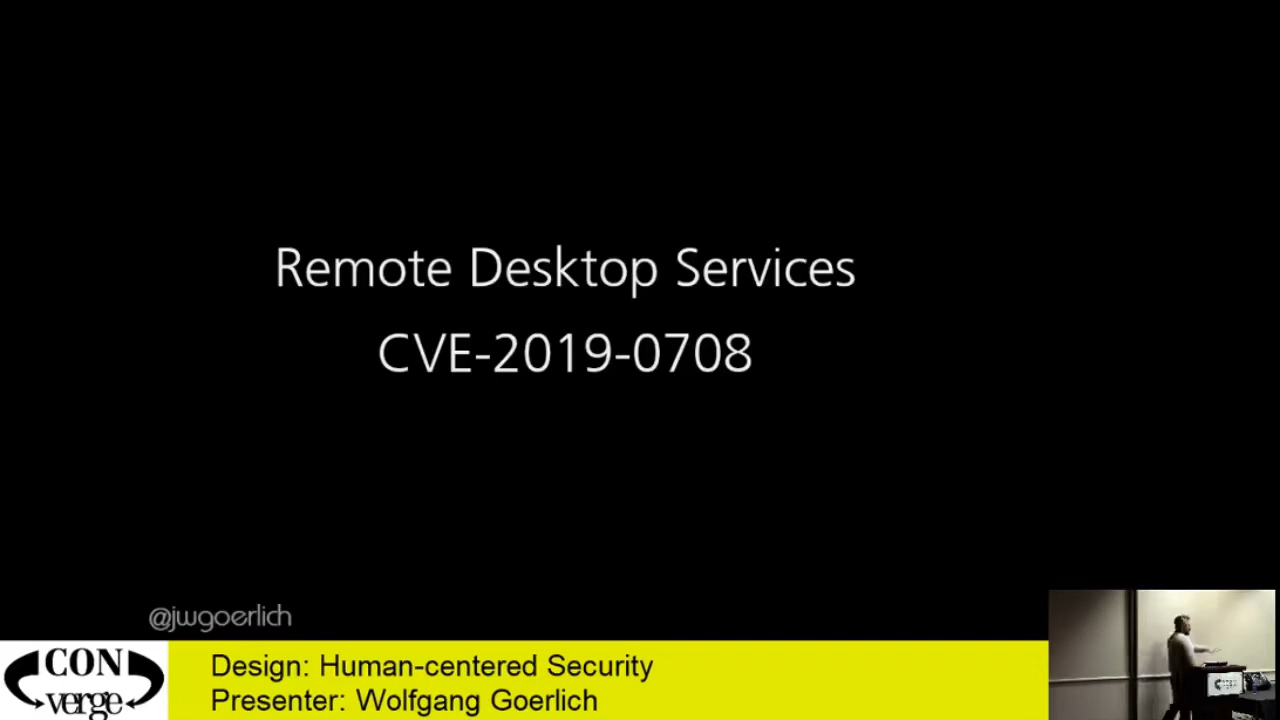 Remote Desktop Services
CVE-2019-0708
@jwgoerlich
CON
verge
Design: Human-centered Security
Presenter: Wolfgang Goerlich